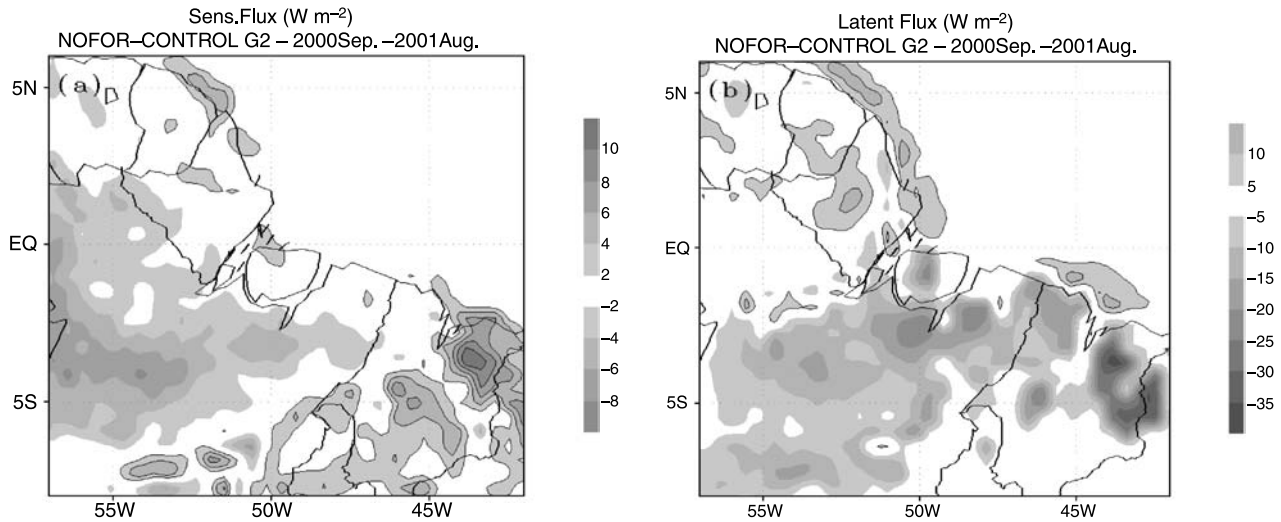 Sens.Flux (W m–2)
NOFOR–CONTROL G2 – 2000Sep. –2001Aug.
(a)
5N
EQ
5S
55W 50W 45W
10
8
6
4
2
–2
–4
–6
–8
Latent Flux (W m–2)
NOFOR–CONTROL G2 – 2000Sep. –2001Aug.
(b)
5N
EQ
5S
55W 50W 45W
10
5
–5
–10
–15
–20
–25
–30
–35